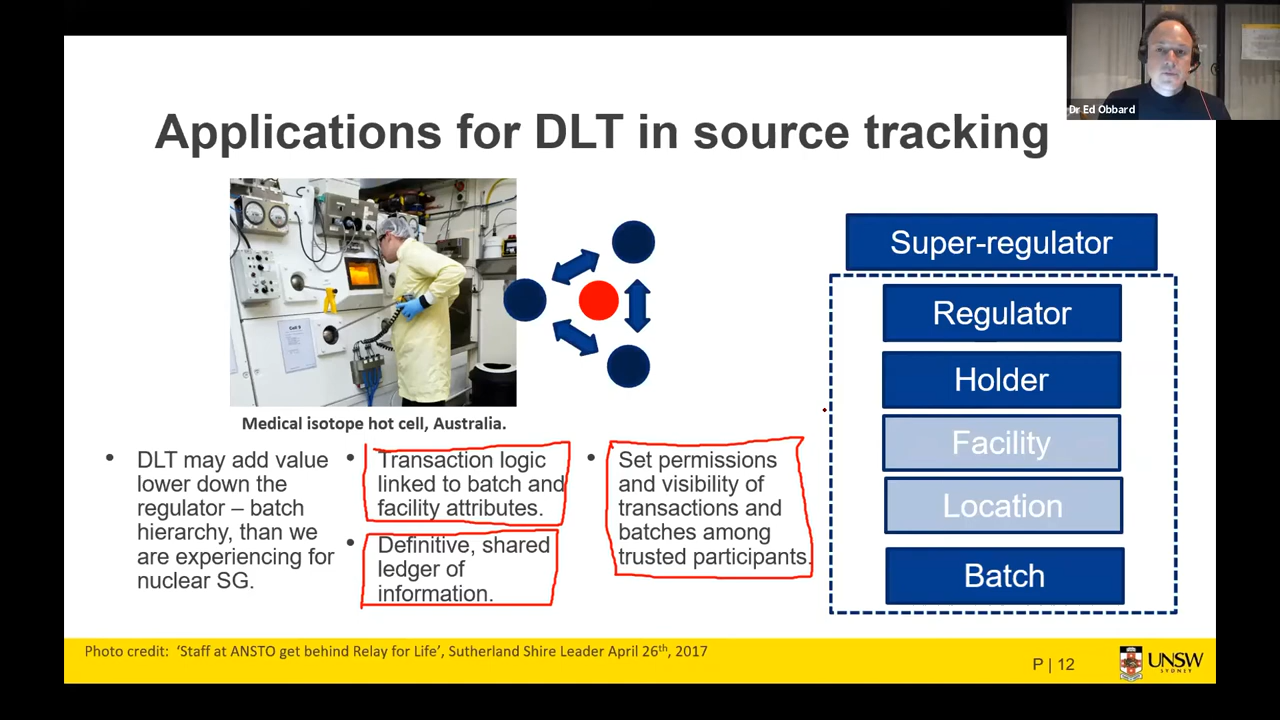 Dr Ed Obbard
Applications for DLT in source tracking
Medical isotope hot cell, Australia.
• DLT may add value
lower down the
regulator – batch
hierarchy, than we
are experiencing for
nuclear SG.
• Transaction logic
linked to batch and
facility attributes.
• Definitive, shared
ledger of
information.
• Set permissions
and visibility of
transactions and
batches among
trusted participants.
Super-regulator
Regulator
Holder
Facility
Location
Batch
Photo credit: ‘Staff at ANSTO get behind Relay for Life’, Sutherland Shire Leader April 26th, 2017
P | 12
UNSW
SYDNEY